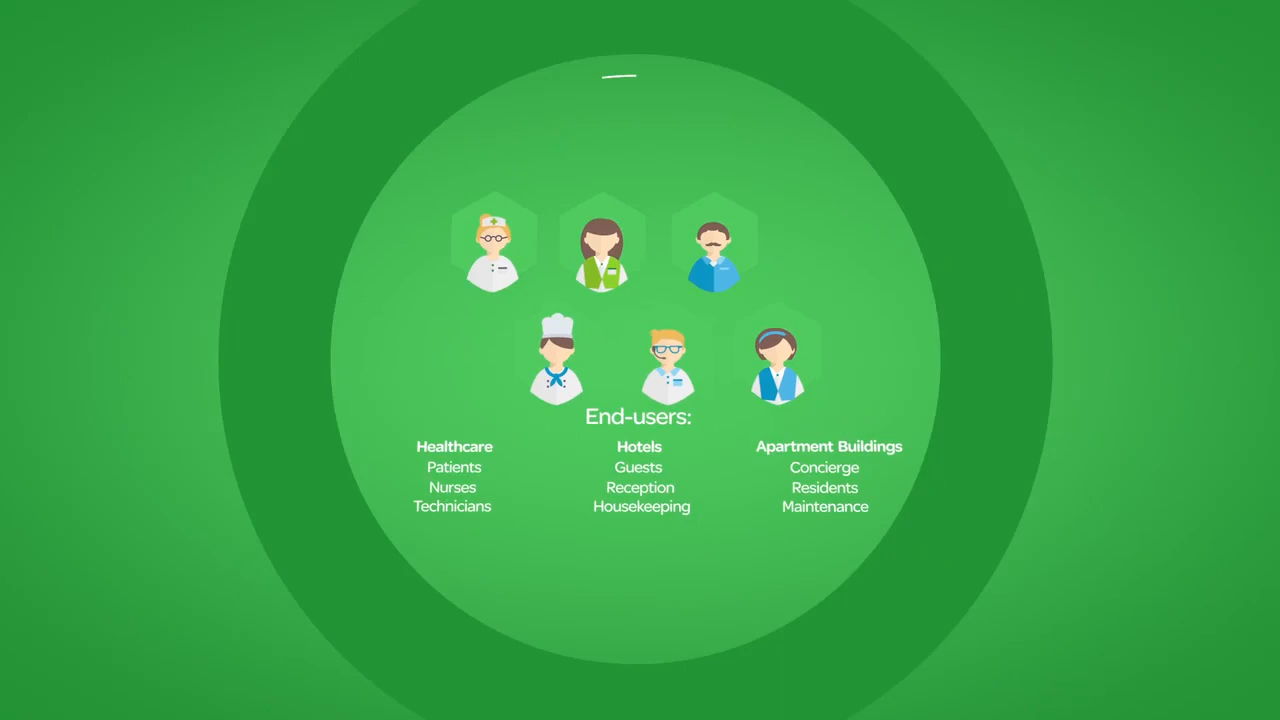 End-users:
Healthcare
Patients
Nurses
Technicians
Hotels
Guests
Reception
Housekeeping
Apartment Buildings
Concierge
Residents
Maintenance